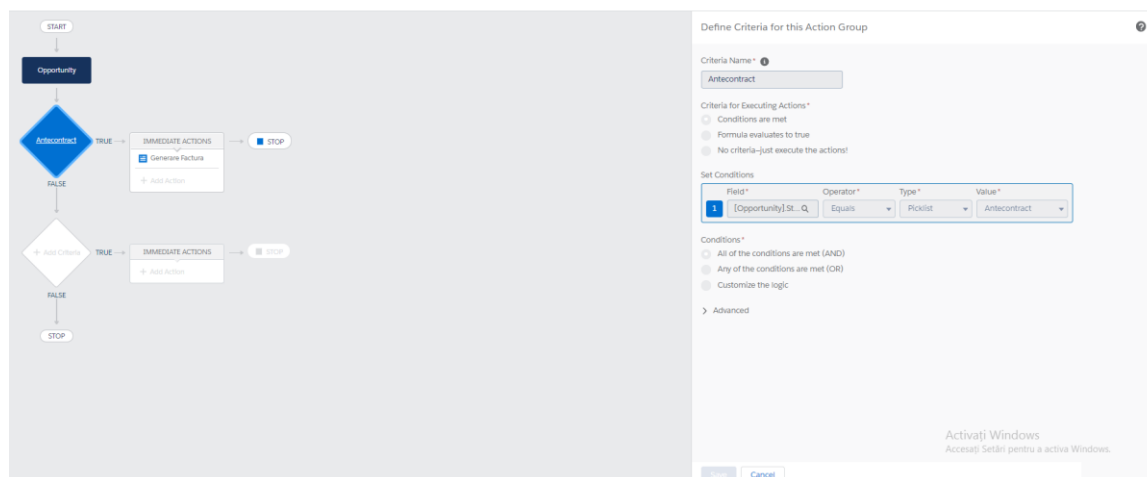 START
Opportunity
Antecontract
TRUE
IMMEDIATE ACTIONS
STOP
Generare Factura
+ Add Action
FALSE
+ Add Criteria
TRUE
IMMEDIATE ACTIONS
STOP
+ Add Action
FALSE
STOP
Define Criteria for this Action Group
Criteria Name*
Antecontract
Criteria for Executing Actions*
Conditions are met
Formula evaluates to true
No criteria—just execute the actions!
Set Conditions
Field* Operator* Type* Value*
1 [Opportunity].St... Equals Picklist Antecontract
Conditions*
All of the conditions are met (AND)
Any of the conditions are met (OR)
Customize the logic
Advanced
Activați Windows
Accesați Setări pentru a activa Windows.
Save Cancel